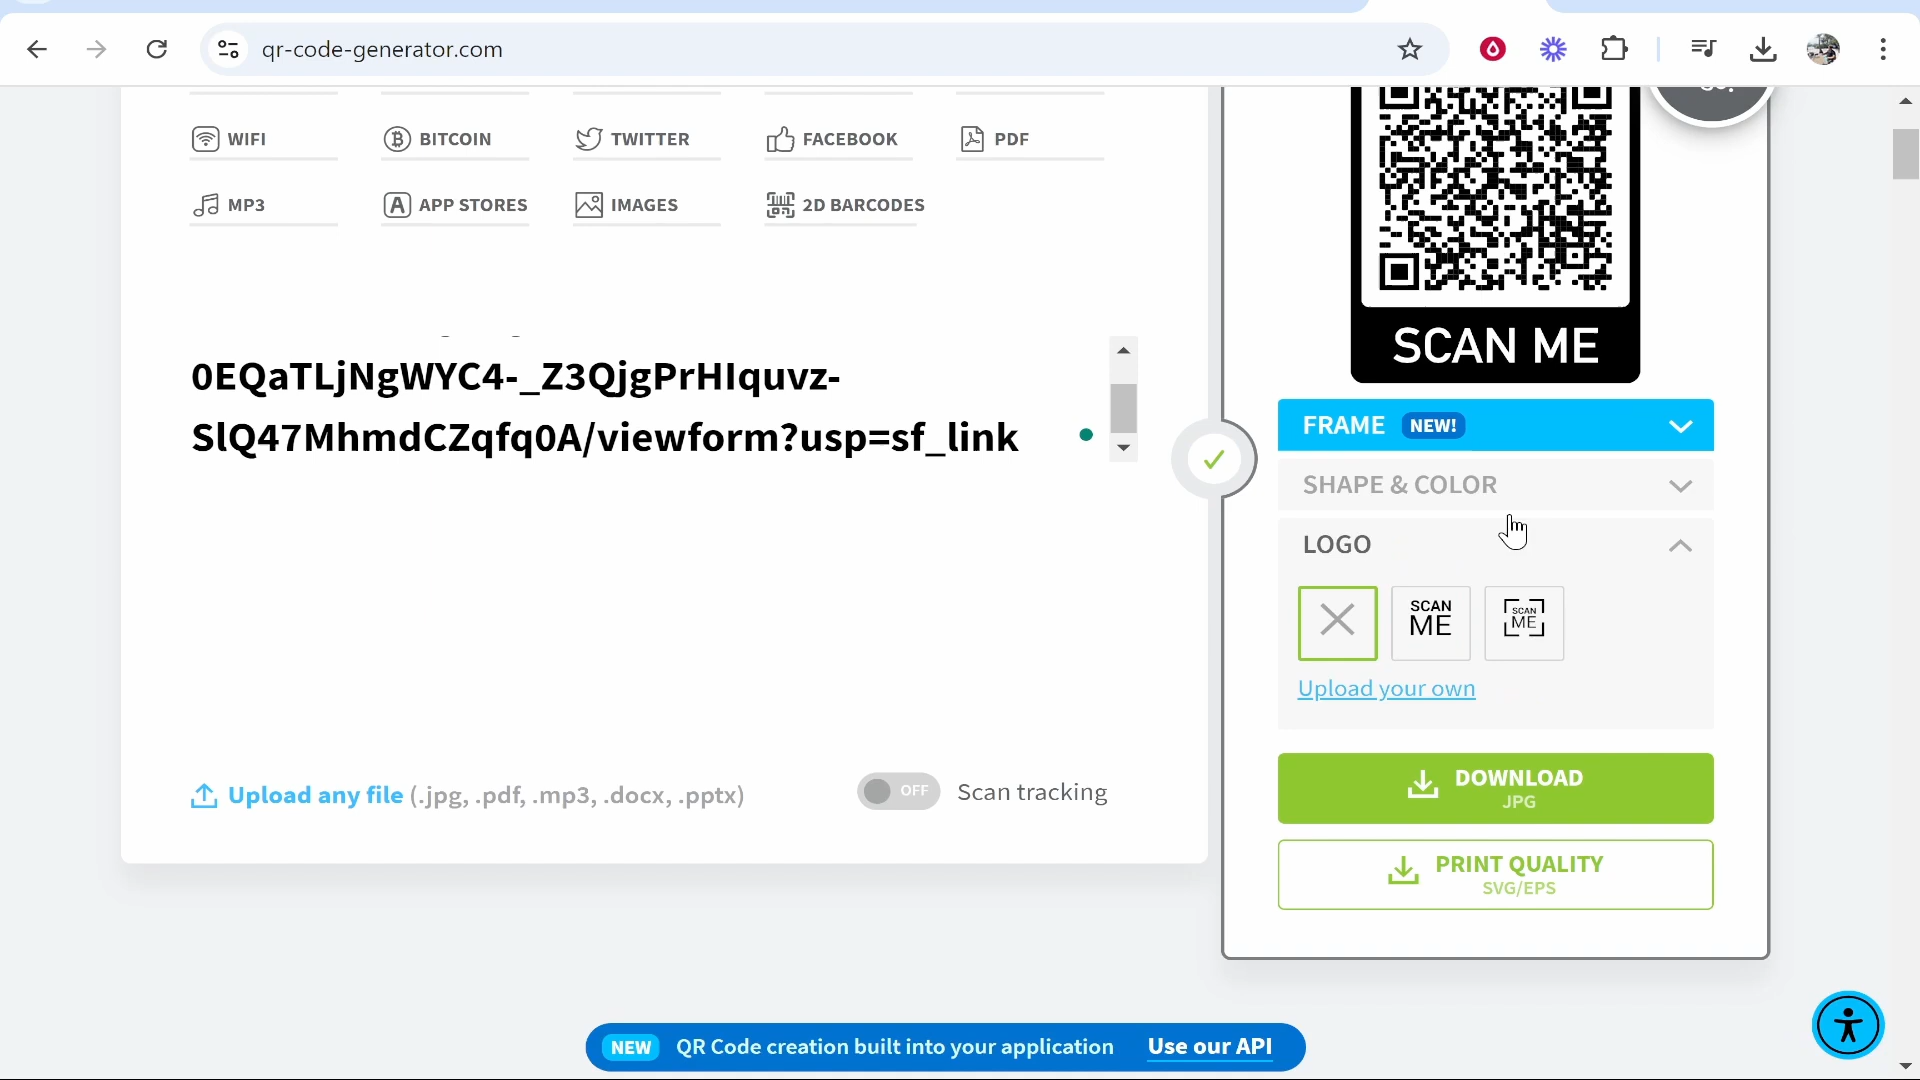 qr-code-generator.com
WIFI
BITCOIN
TWITTER
FACEBOOK
PDF
MP3
APP STORES
IMAGES
2D BARCODES
0EQaTLjNgWYC4-_Z3QjgPrHIquvz-
SlQ47MhmdCZqfq0A/viewform?usp=sf_link
Upload any file (.jpg, .pdf, .mp3, .docx, .pptx)
OFF
Scan tracking
SCAN ME
FRAME NEW!
SHAPE & COLOR
LOGO
SCAN
ME
SCAN
ME
Upload your own
DOWNLOAD
JPG
PRINT QUALITY
SVG/EPS
NEW QR Code creation built into your application Use our API